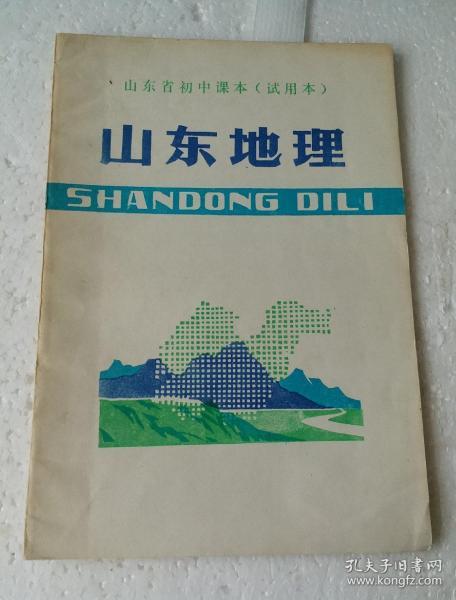 山东省初中课本（试用本）
山东地理
SHANDONG DILI
孔夫子旧书网
www.kongfz.com